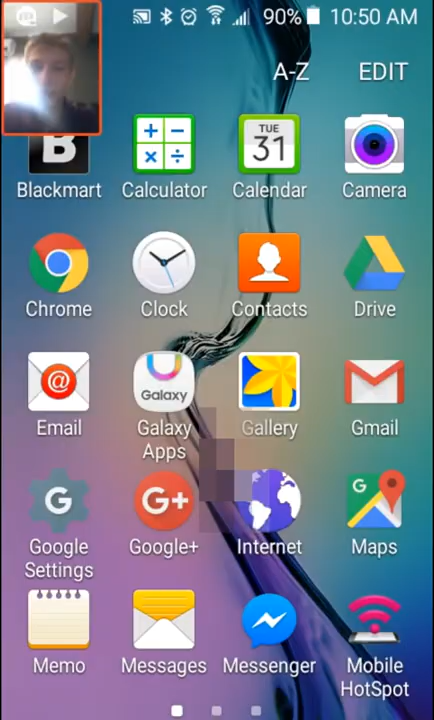 90% 10:50 AM
A-Z EDIT
B
TUE
31
Blackmart Calculator Calendar Camera
Chrome Clock Contacts Drive
@
Galaxy
Email Galaxy Apps Gallery Gmail
G
G+
G
Google Settings Google+ Internet Maps
Memo Messages Messenger Mobile HotSpot